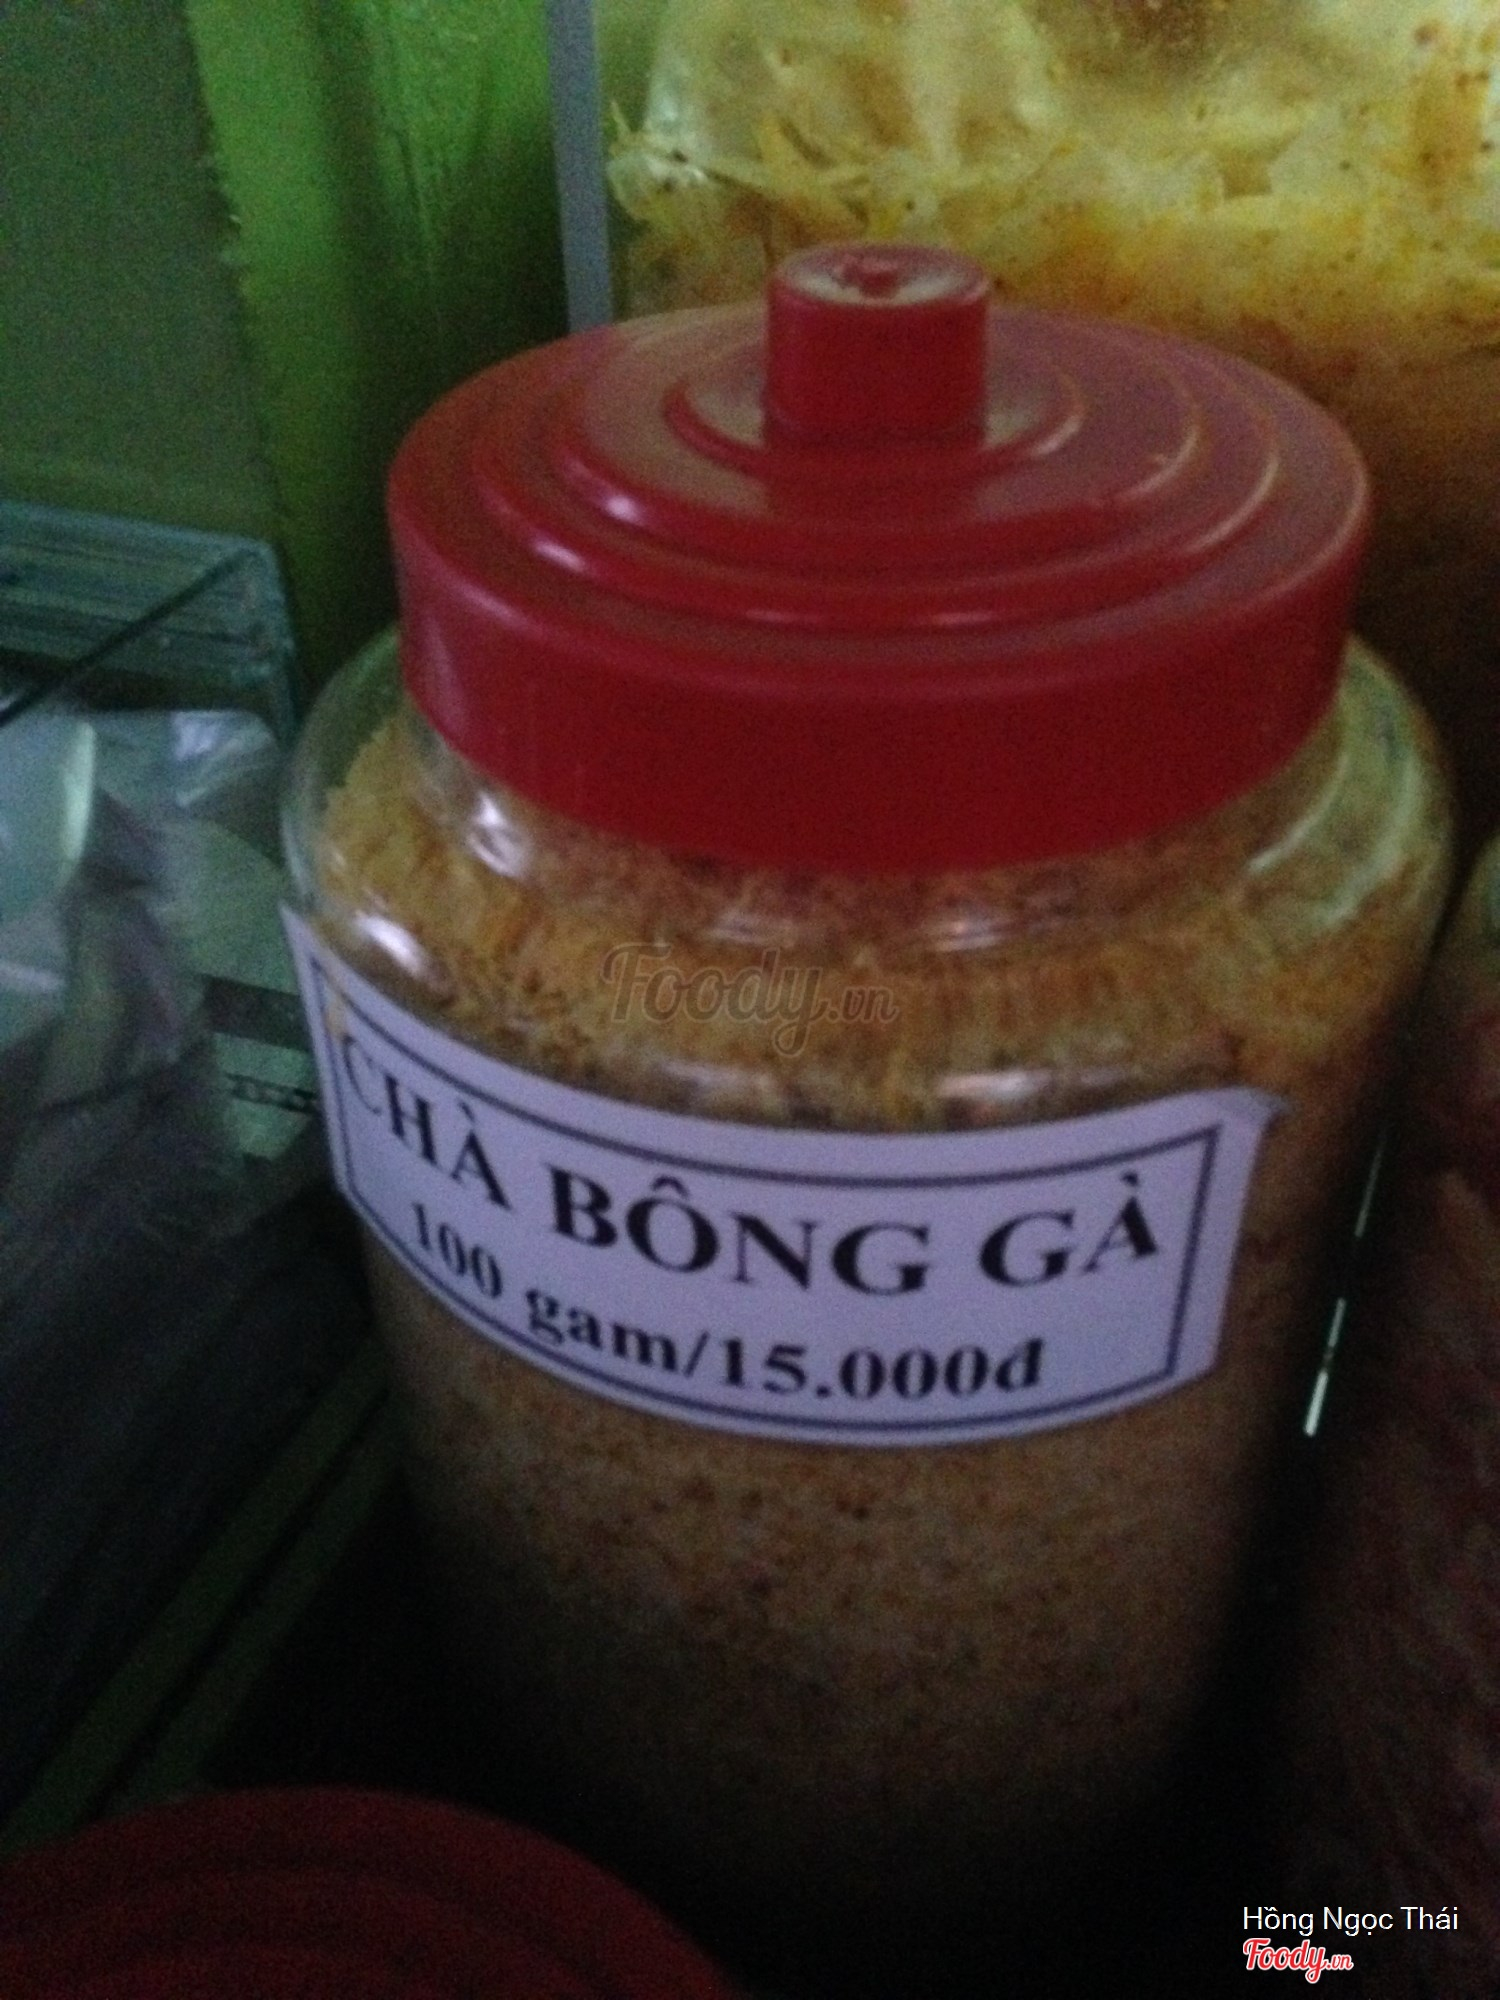 Foody.vn
CHÀ BÔNG GÀ
100 gam/15.000đ
Hồng Ngọc Thái
Foody.vn